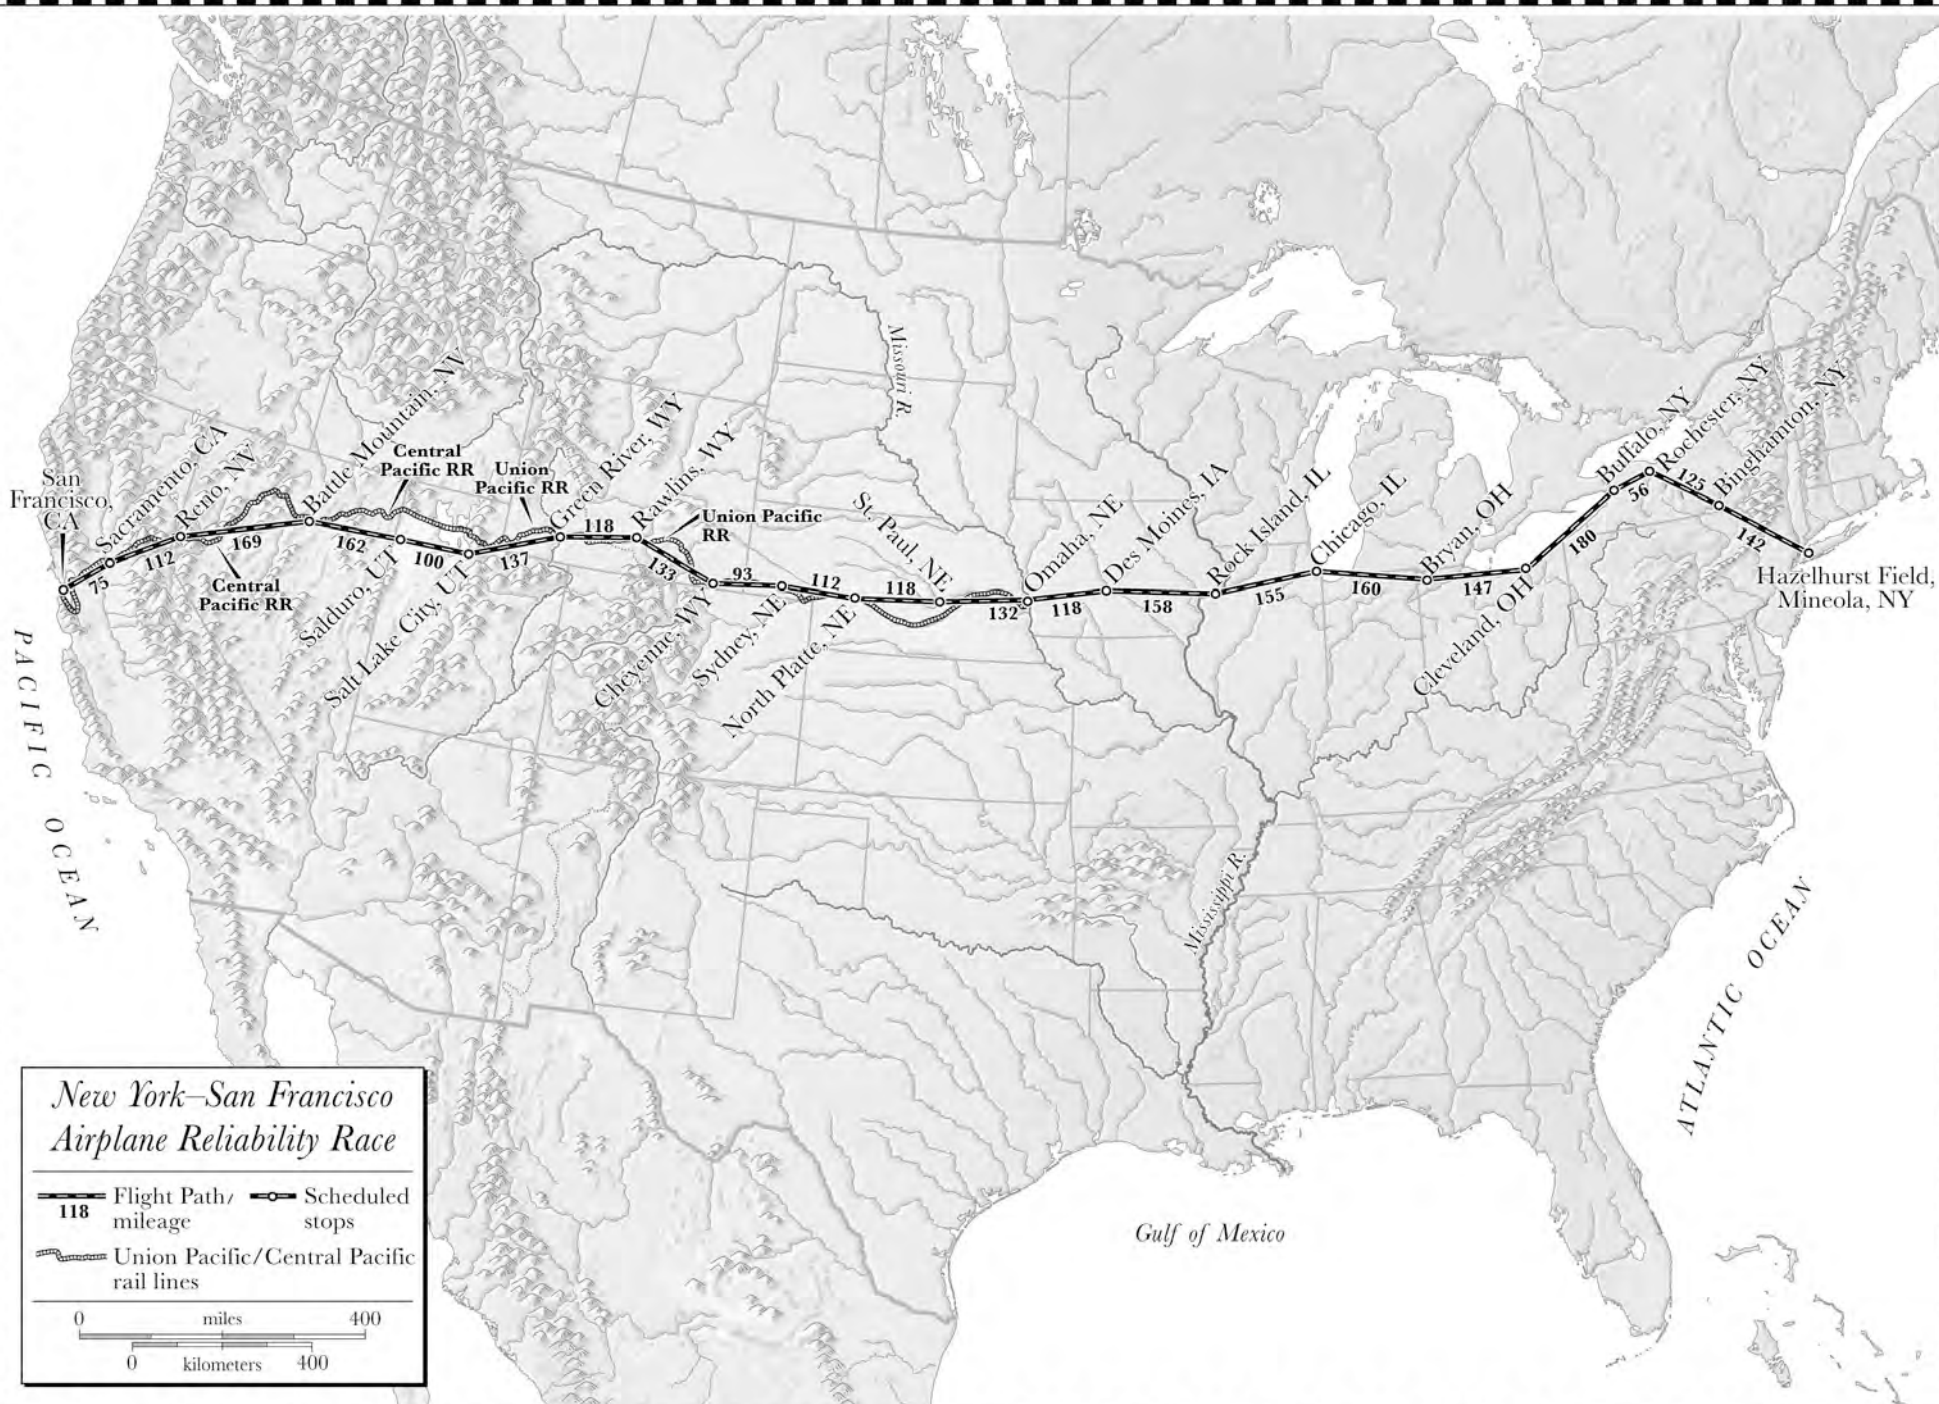 San
Francisco,
CA
75
Sacramento, CA
112
Reno, NV
169
Central
Pacific RR
Battle Mountain, NV
162
Central
Pacific RR
Salduro, UT
100
Salt Lake City, UT
137
Union
Pacific RR
Green River, WY
118
Rawlins, WY
133
Union Pacific
RR
Cheyenne, WY
93
Sydney, NE
112
North Platte, NE
118
St. Paul, NE
132
Omaha, NE
118
Des Moines, IA
158
Rock Island, IL
155
Chicago, IL
160
Bryan, OH
147
Cleveland, OH
180
Buffalo, NY
56
Rochester, NY
125
Binghamton, NY
142
Hazelhurst Field,
Mineola, NY
Missouri R
Mississippi R.
PACIFIC OCEAN
ATLANTIC OCEAN
Gulf of Mexico
New York–San Francisco
Airplane Reliability Race
Flight Path/
mileage
118
Scheduled
stops
Union Pacific/Central Pacific
rail lines
0 miles 400
0 kilometers 400